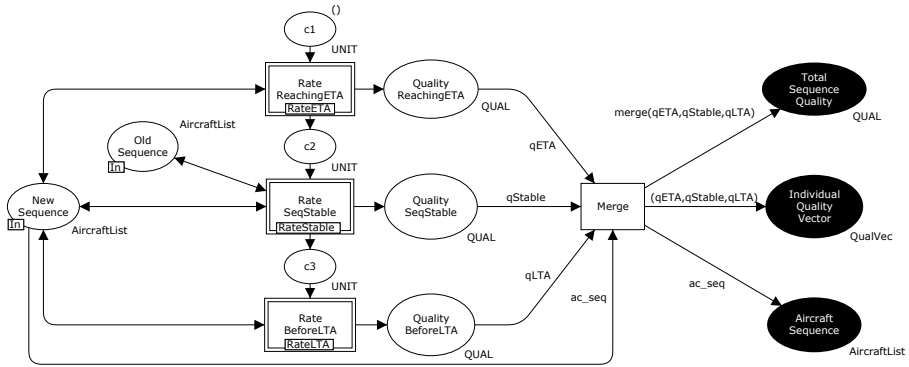 ()
c1
UNIT
Rate
ReachingETA
RateETA
Quality
ReachingETA
QUAL
Total
Sequence
Quality
QUAL
merge(qETA,qStable,qLTA)
AircraftList
Old
Sequence
In
c2
UNIT
qETA
New
Sequence
In
AircraftList
Rate
SeqStable
RateStable
Quality
SeqStable
QUAL
qStable
Merge
(qETA,qStable,qLTA)
Individual
Quality
Vector
QualVec
c3
UNIT
qLTA
ac_seq
ac_seq
Rate
BeforeLTA
RateLTA
Quality
BeforeLTA
QUAL
Aircraft
Sequence
AircraftList